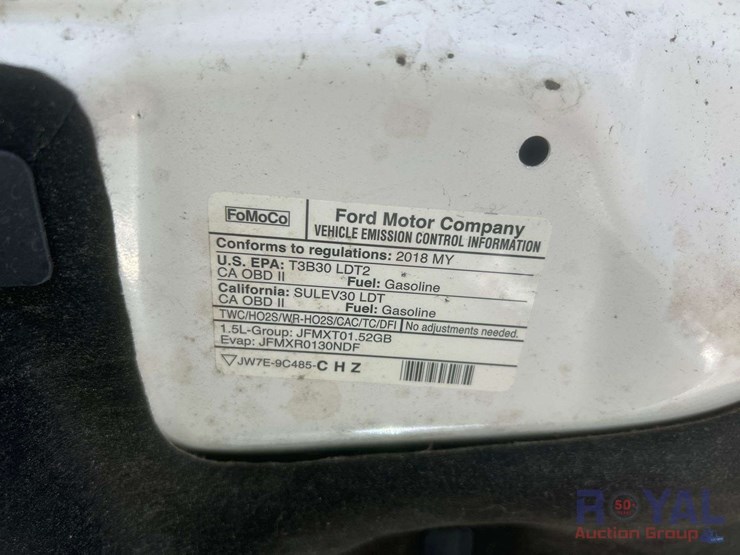 FoMoCo
Ford Motor Company
VEHICLE EMISSION CONTROL INFORMATION
Conforms to regulations: 2018 MY
U.S. EPA: T3B30 LDT2
CA OBD II Fuel: Gasoline
California: SULEV30 LDT
CA OBD II Fuel: Gasoline
TWC/HO2S/WR-HO2S/CAC/TC/DFI No adjustments needed.
1.5L-Group: JFMXT01.52GB
Evap: JFMXR0130NDF
JW7E-9C485-C H Z
ROYAL
50
Auction Group